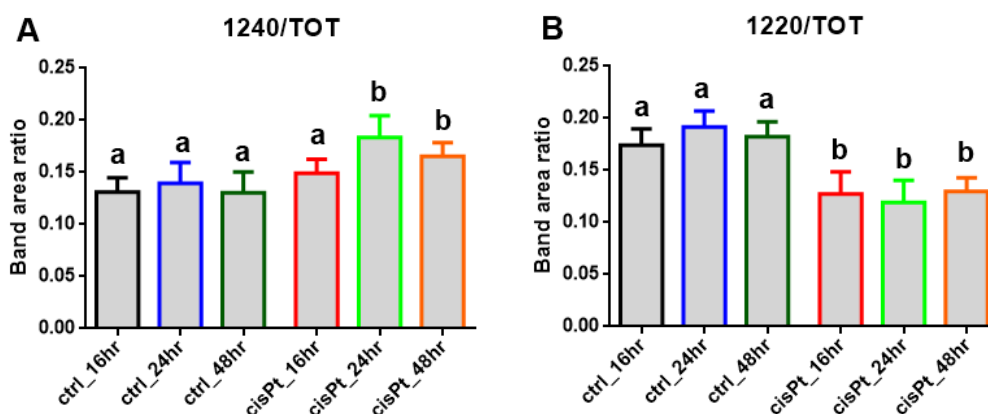 A
1240/TOT
Band area ratio
0.25
0.20
0.15
0.10
0.05
0.00
a
a
a
a
b
b
ctrl_16hr
ctrl_24hr
ctrl_48hr
cisPt_16hr
cisPt_24hr
cisPt_48hr
B
1220/TOT
Band area ratio
0.25
0.20
0.15
0.10
0.05
0.00
a
a
a
b
b
b
ctrl_16hr
ctrl_24hr
ctrl_48hr
cisPt_16hr
cisPt_24hr
cisPt_48hr